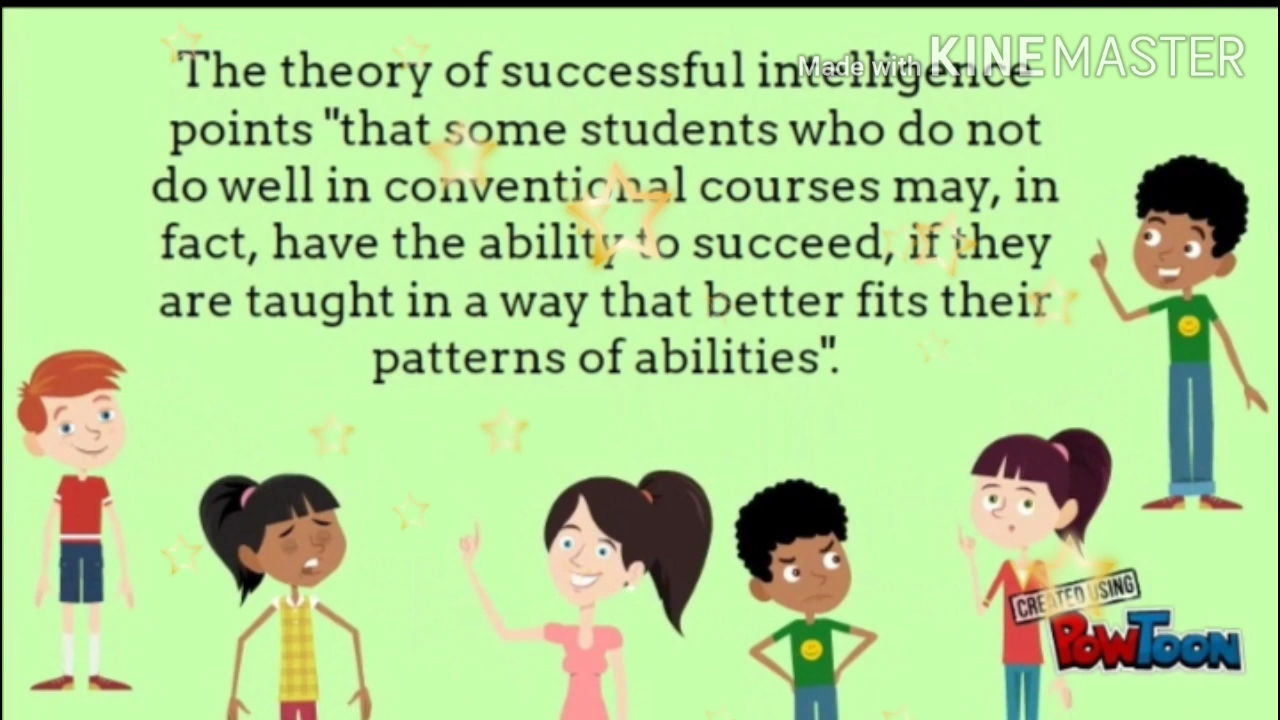 The theory of successful intelligence
points "that some students who do not
do well in conventional courses may, in
fact, have the ability to succeed, if they
are taught in a way that better fits their
patterns of abilities".
Made with KINEMASTER
CREATED USING
POWTOON